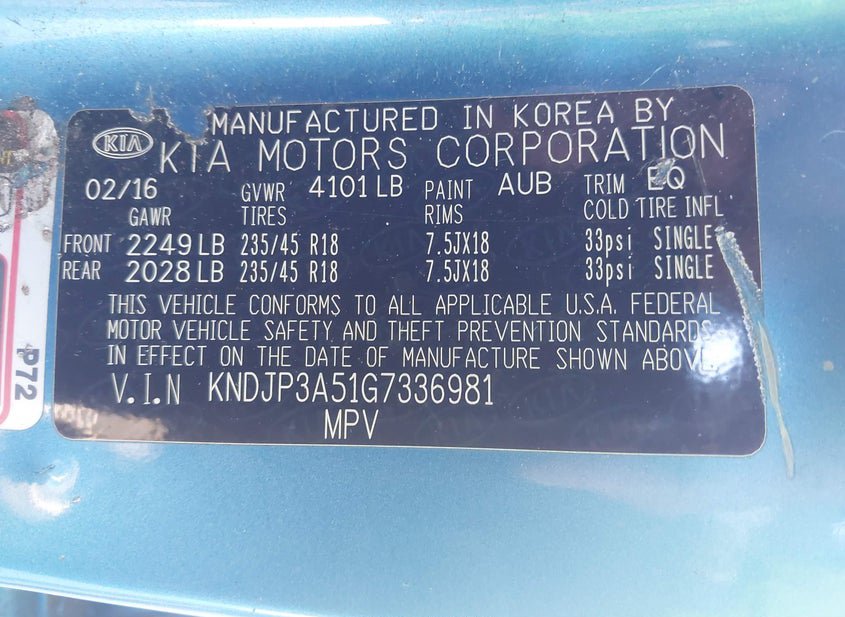 MANUFACTURED IN KOREA BY
KIA KIA MOTORS CORPORATION
02/16 GVWR 4101 LB PAINT AUB TRIM EQ
GAWR TIRES RIMS COLD TIRE INFL
FRONT 2249 LB 235/45 R18 7.5JX18 33psi SINGLE
REAR 2028 LB 235/45 R18 7.5JX18 33psi SINGLE
THIS VEHICLE CONFORMS TO ALL APPLICABLE U.S.A. FEDERAL
MOTOR VEHICLE SAFETY AND THEFT PREVENTION STANDARDS
IN EFFECT ON THE DATE OF MANUFACTURE SHOWN ABOVE.
V.I.N KNDJP3A51G7336981
MPV
P72